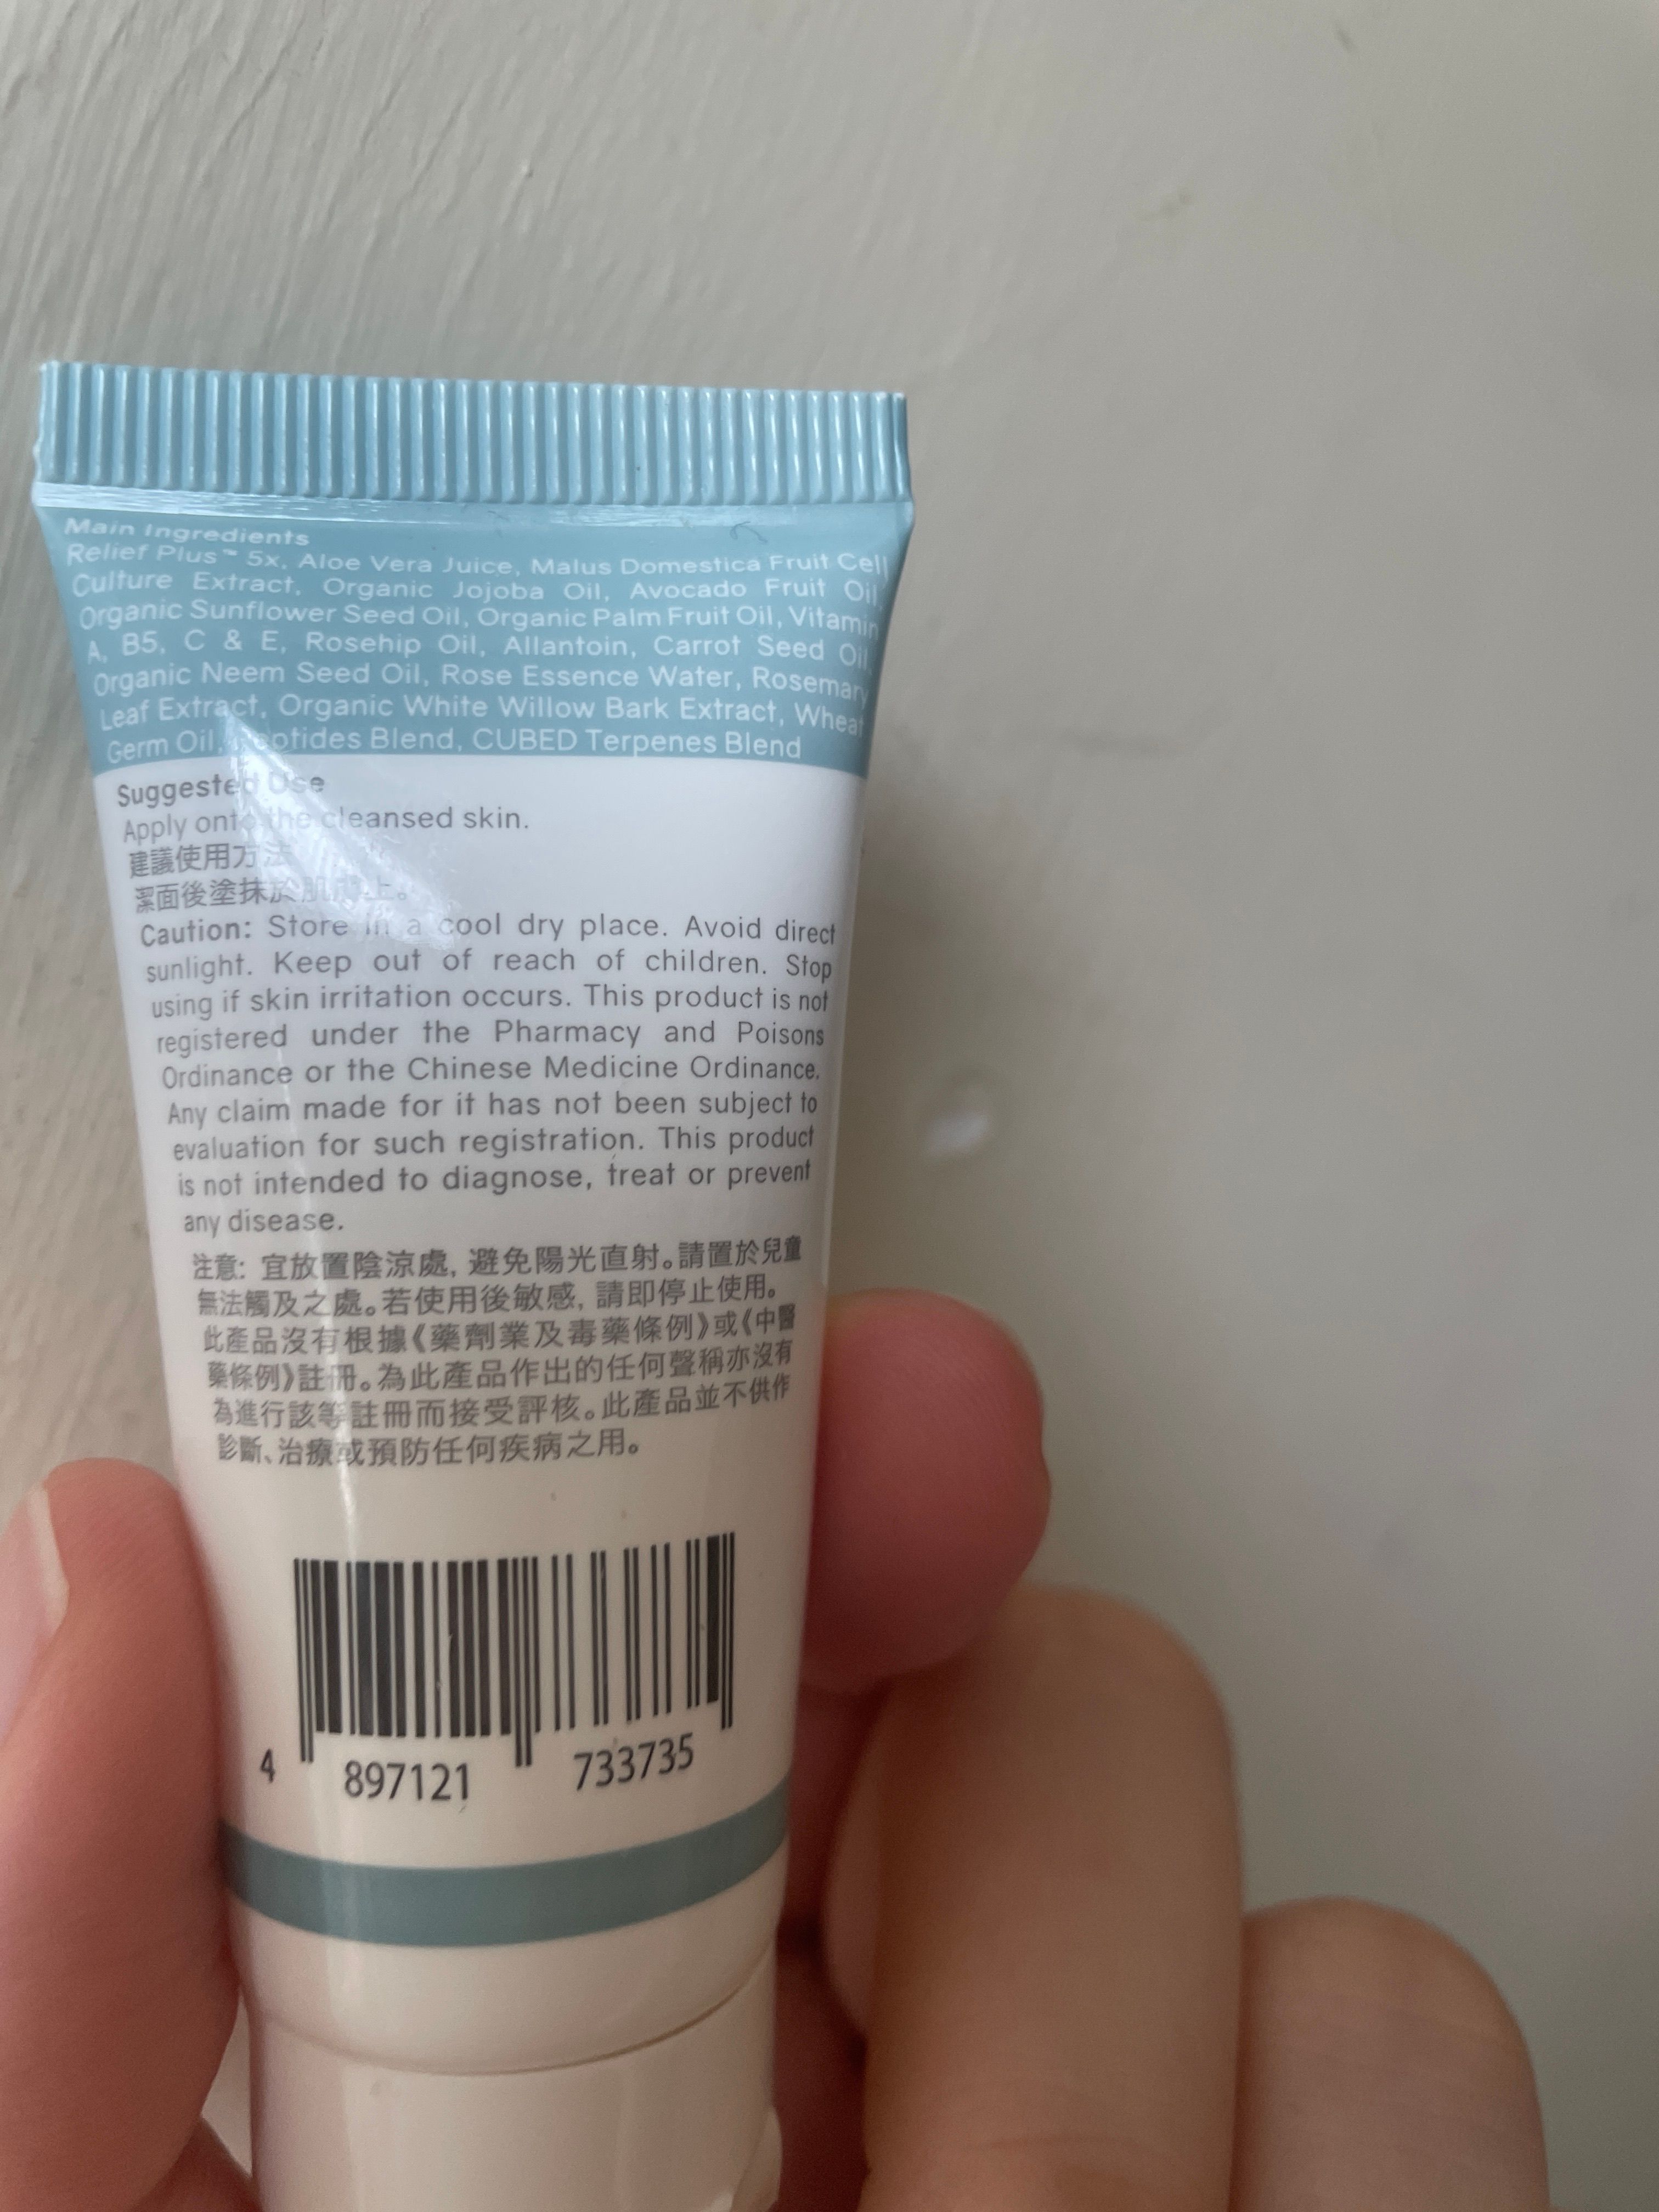 Main Ingredients
Relief Plus™ 5x, Aloe Vera Juice, Malus Domestica Fruit Cell
Culture Extract, Organic Jojoba Oil, Avocado Fruit Oil,
Organic Sunflower Seed Oil, Organic Palm Fruit Oil, Vitamin
A, B5, C & E, Rosehip Oil, Allantoin, Carrot Seed Oil,
Organic Neem Seed Oil, Rose Essence Water, Rosemary
Leaf Extract, Organic White Willow Bark Extract, Wheat
Germ Oil, Peptides Blend, CUBED Terpenes Blend
Suggested Use
Apply onto the cleansed skin.
建議使用方法
潔面後塗抹於肌膚上。
Caution: Store in a cool dry place. Avoid direct
sunlight. Keep out of reach of children. Stop
using if skin irritation occurs. This product is not
registered under the Pharmacy and Poisons
Ordinance or the Chinese Medicine Ordinance.
Any claim made for it has not been subject to
evaluation for such registration. This product
is not intended to diagnose, treat or prevent
any disease.
注意: 宜放置陰涼處, 避免陽光直射。請置於兒童
無法觸及之處。若使用後敏感, 請即停止使用。
此產品沒有根據《藥劑業及毒藥條例》或《中醫
藥條例》註冊。為此產品作出的任何聲稱亦沒有
為進行該等註冊而接受評核。此產品並不供作
診斷、治療或預防任何疾病之用。
4 897121 733735